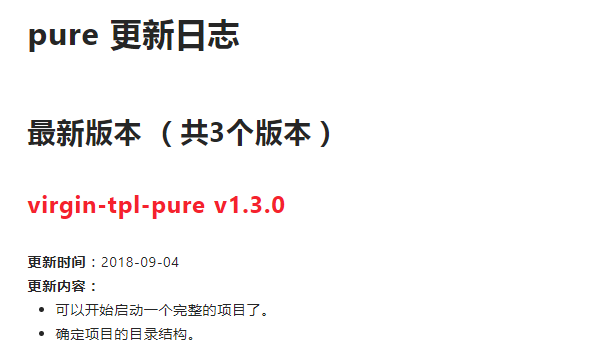 pure 更新日志
最新版本 （共3个版本）
virgin-tpl-pure v1.3.0
更新时间：2018-09-04
更新内容：
• 可以开始启动一个完整的项目了。
• 确定项目的目录结构。